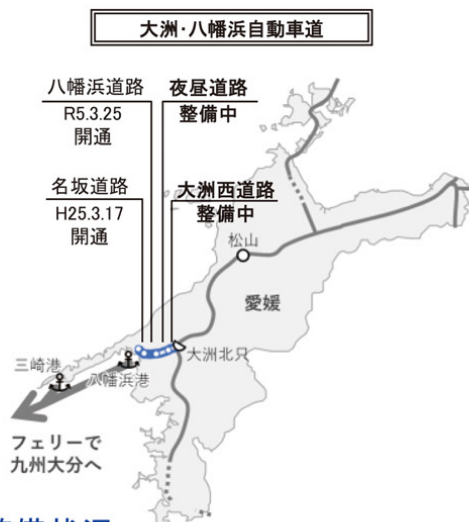 大洲・八幡浜自動車道
八幡浜道路
R5.3.25
開通
夜昼道路
整備中
名坂道路
H25.3.17
開通
大洲西道路
整備中
松山
愛媛
大洲北只
三崎港
八幡浜港
フェリーで
九州大分へ